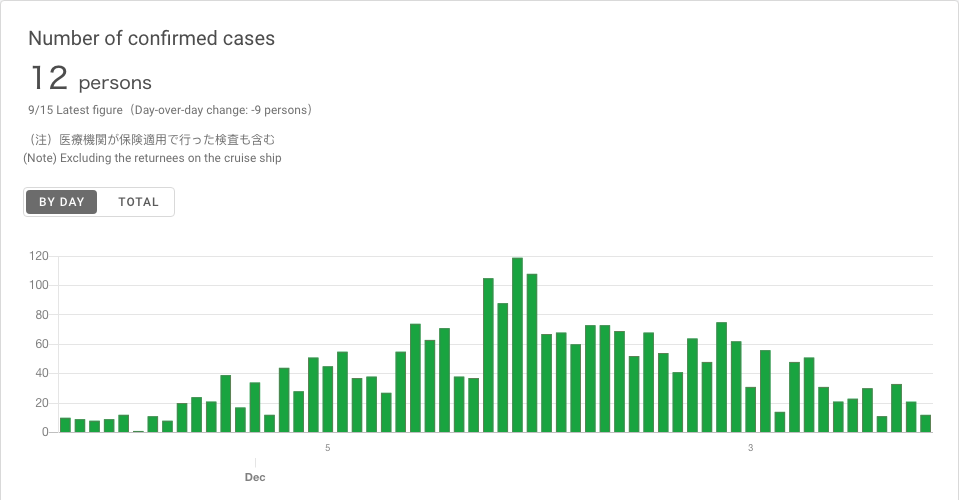 Number of confirmed cases
12 persons
9/15 Latest figure（Day-over-day change: -9 persons）
（注）医療機関が保険適用で行った検査も含む
(Note) Excluding the returnees on the cruise ship
BY DAY TOTAL
120
100
80
60
40
20
0
5 3
Dec